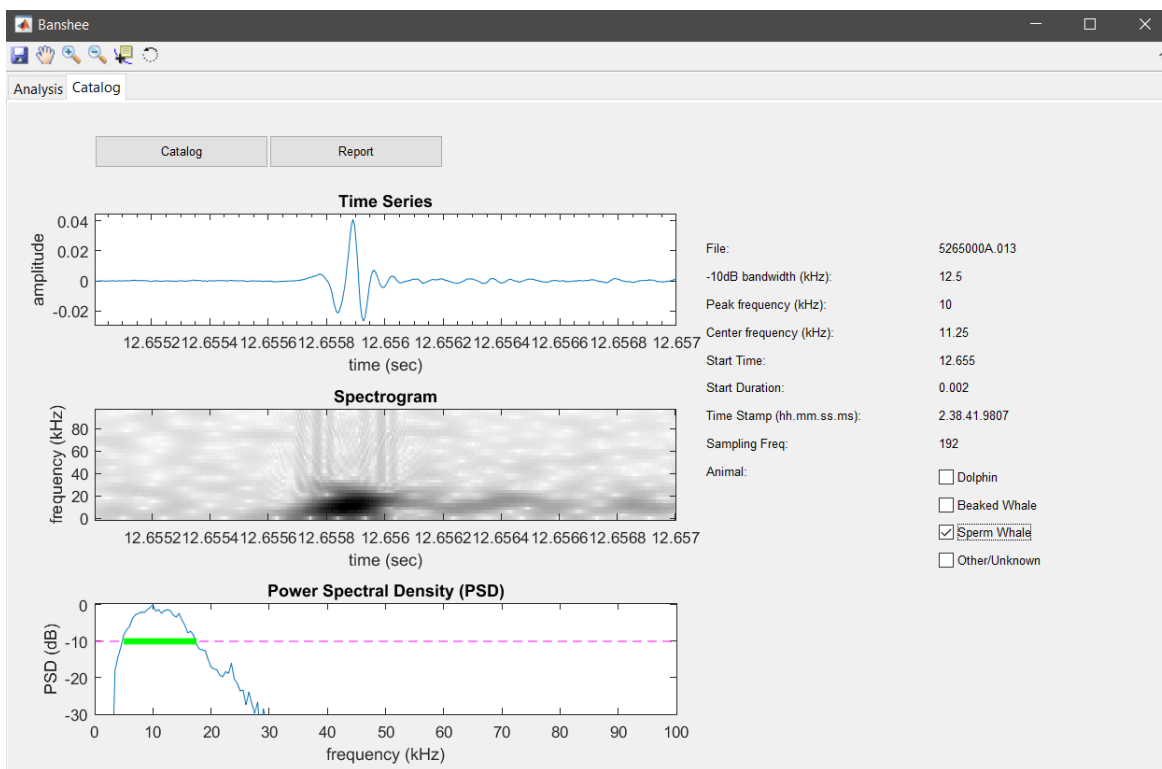 Banshee
Analysis Catalog
Catalog Report
Time Series
0.04
0.02
0
-0.02
amplitude
12.6552 12.6554 12.6556 12.6558 12.656 12.6562 12.6564 12.6566 12.6568 12.657
time (sec)
Spectrogram
80
60
40
20
0
frequency (kHz)
12.6552 12.6554 12.6556 12.6558 12.656 12.6562 12.6564 12.6566 12.6568 12.657
time (sec)
Power Spectral Density (PSD)
0
-10
-20
-30
PSD (dB)
0 10 20 30 40 50 60 70 80 90 100
frequency (kHz)
File: 5265000A.013
-10dB bandwidth (kHz): 12.5
Peak frequency (kHz): 10
Center frequency (kHz): 11.25
Start Time: 12.655
Start Duration: 0.002
Time Stamp (hh.mm.ss.ms): 2.38.41.9807
Sampling Freq: 192
Animal: Dolphin
Beaked Whale
Sperm Whale
Other/Unknown